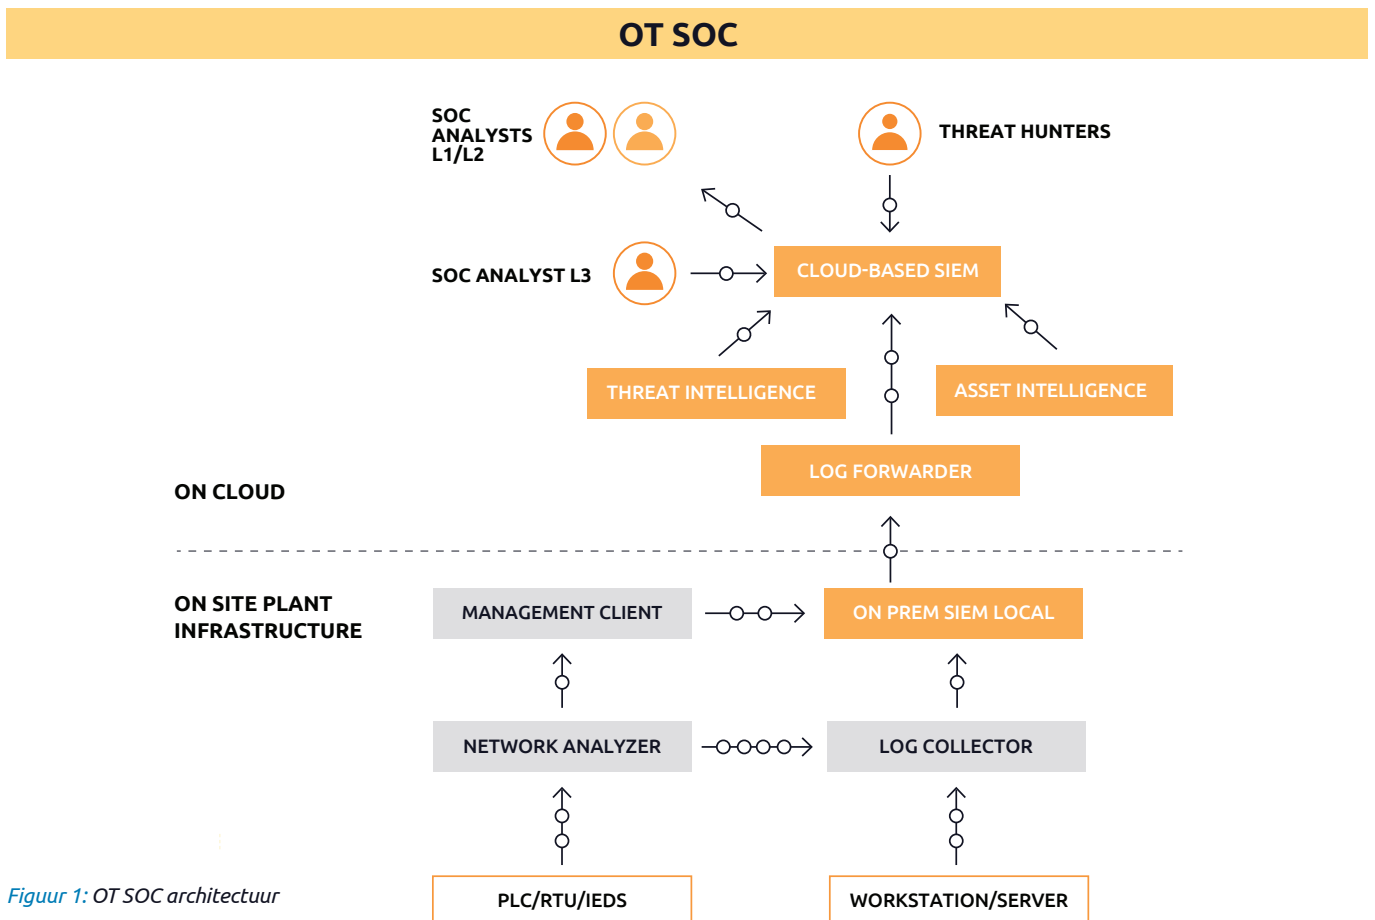 OT SOC
SOC
ANALYSTS
L1/L2
THREAT HUNTERS
SOC ANALYST L3
CLOUD-BASED SIEM
THREAT INTELLIGENCE
ASSET INTELLIGENCE
LOG FORWARDER
ON CLOUD
ON SITE PLANT
INFRASTRUCTURE
MANAGEMENT CLIENT
ON PREM SIEM LOCAL
NETWORK ANALYZER
LOG COLLECTOR
PLC/RTU/IEDS
WORKSTATION/SERVER
Figuur 1: OT SOC architectuur